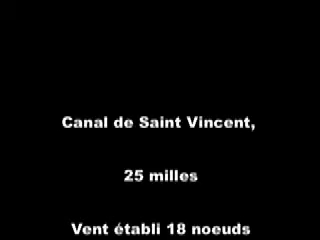 Canal de Saint Vincent,
25 milles
Vent établi 18 noeuds